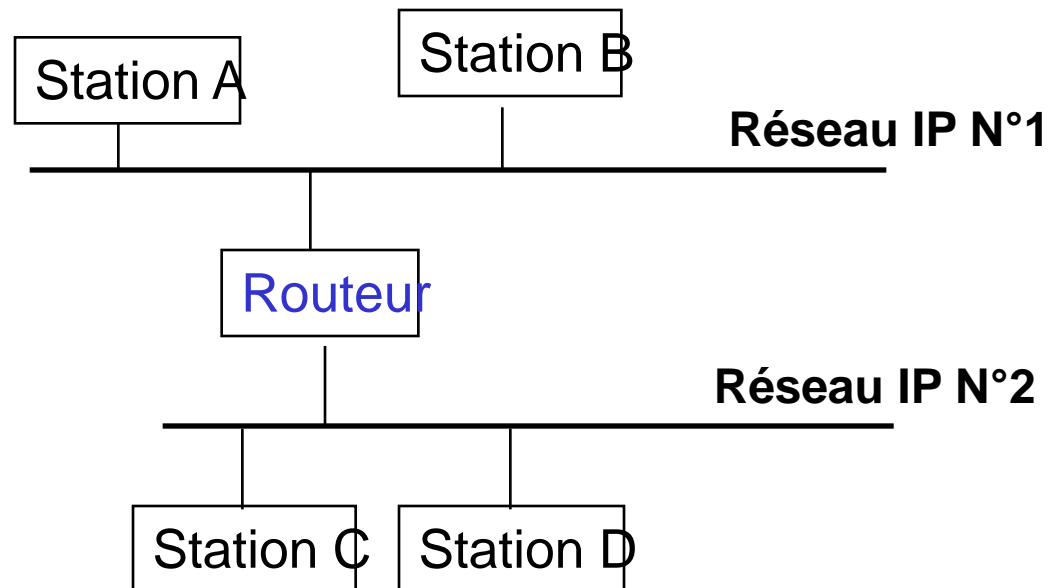 Station B
Station A
Réseau IP N°1
Routeur
Réseau IP N°2
Station C
Station D